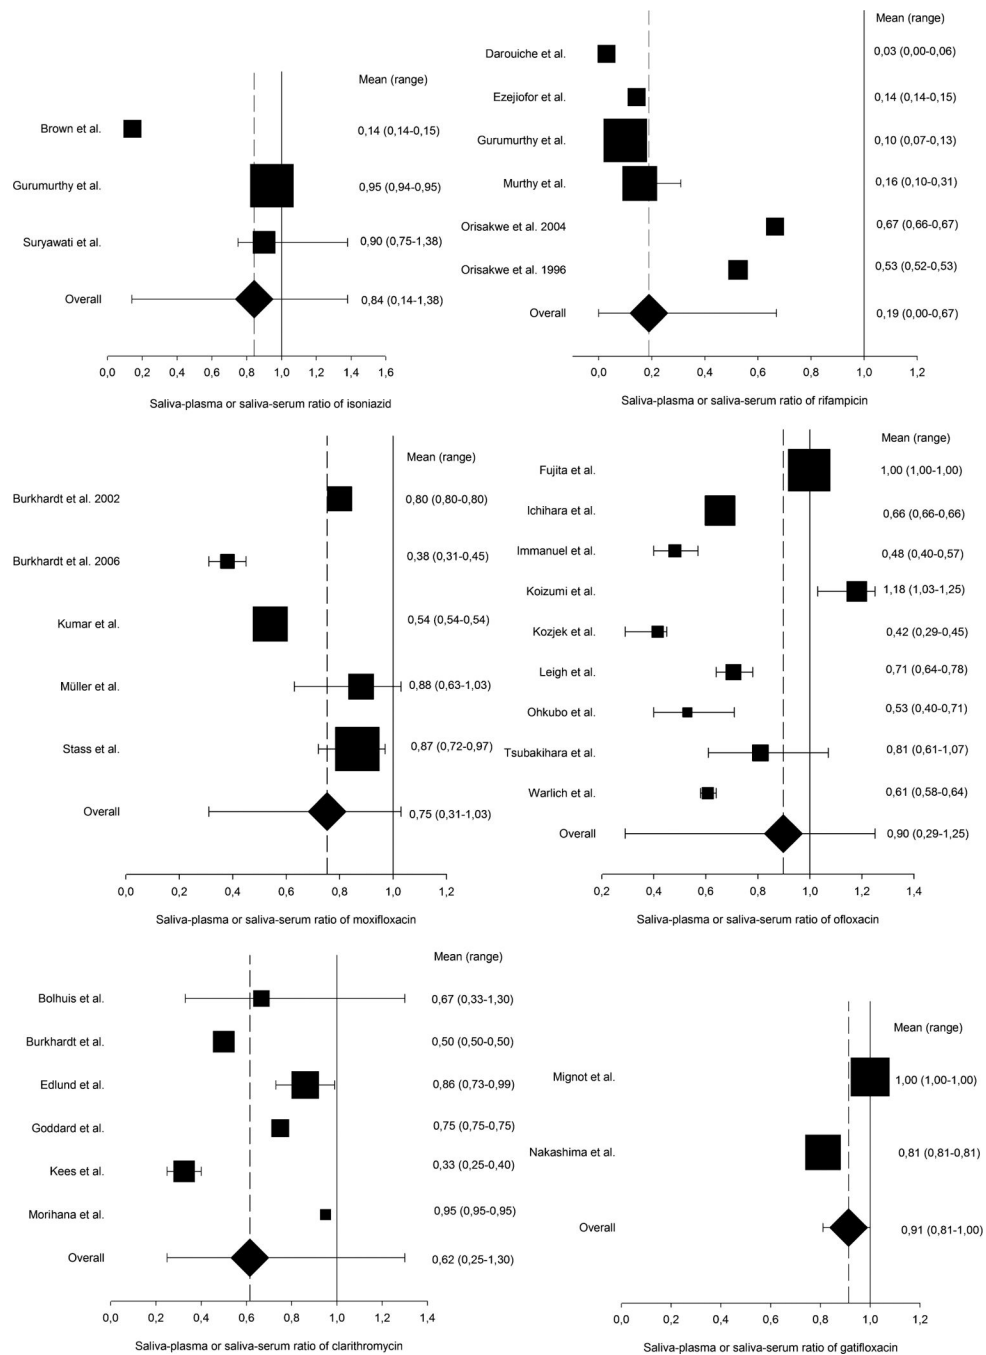 Mean (range)
Brown et al. 0,14 (0,14-0,15)
Gurumurthy et al. 0,95 (0,94-0,95)
Suryawati et al. 0,90 (0,75-1,38)
Overall 0,84 (0,14-1,38)
0,0 0,2 0,4 0,6 0,8 1,0 1,2 1,4 1,6
Saliva-plasma or saliva-serum ratio of isoniazid
Mean (range)
Darouiche et al. 0,03 (0,00-0,06)
Ezejiofor et al. 0,14 (0,14-0,15)
Gurumurthy et al. 0,10 (0,07-0,13)
Murthy et al. 0,16 (0,10-0,31)
Orisakwe et al. 2004 0,67 (0,66-0,67)
Orisakwe et al. 1996 0,53 (0,52-0,53)
Overall 0,19 (0,00-0,67)
0,0 0,2 0,4 0,6 0,8 1,0 1,2
Saliva-plasma or saliva-serum ratio of rifampicin
Mean (range)
Burkhardt et al. 2002 0,80 (0,80-0,80)
Burkhardt et al. 2006 0,38 (0,31-0,45)
Kumar et al. 0,54 (0,54-0,54)
Müller et al. 0,88 (0,63-1,03)
Stass et al. 0,87 (0,72-0,97)
Overall 0,75 (0,31-1,03)
0,0 0,2 0,4 0,6 0,8 1,0 1,2
Saliva-plasma or saliva-serum ratio of moxifloxacin
Mean (range)
Fujita et al. 1,00 (1,00-1,00)
Ichihara et al. 0,66 (0,66-0,66)
Immanuel et al. 0,48 (0,40-0,57)
Koizumi et al. 1,18 (1,03-1,25)
Kozjek et al. 0,42 (0,29-0,45)
Leigh et al. 0,71 (0,64-0,78)
Ohkubo et al. 0,53 (0,40-0,71)
Tsubakihara et al. 0,81 (0,61-1,07)
Warlich et al. 0,61 (0,58-0,64)
Overall 0,90 (0,29-1,25)
0,2 0,4 0,6 0,8 1,0 1,2 1,4
Saliva-plasma or saliva-serum ratio of ofloxacin
Mean (range)
Bolhuis et al. 0,67 (0,33-1,30)
Burkhardt et al. 0,50 (0,50-0,50)
Edlund et al. 0,86 (0,73-0,99)
Goddard et al. 0,75 (0,75-0,75)
Kees et al. 0,33 (0,25-0,40)
Morihana et al. 0,95 (0,95-0,95)
Overall 0,62 (0,25-1,30)
0,0 0,2 0,4 0,6 0,8 1,0 1,2 1,4
Saliva-plasma or saliva-serum ratio of clarithromycin
Mean (range)
Mignot et al. 1,00 (1,00-1,00)
Nakashima et al. 0,81 (0,81-0,81)
Overall 0,91 (0,81-1,00)
0,0 0,2 0,4 0,6 0,8 1,0 1,2
Saliva-plasma or saliva-serum ratio of gatifloxacin